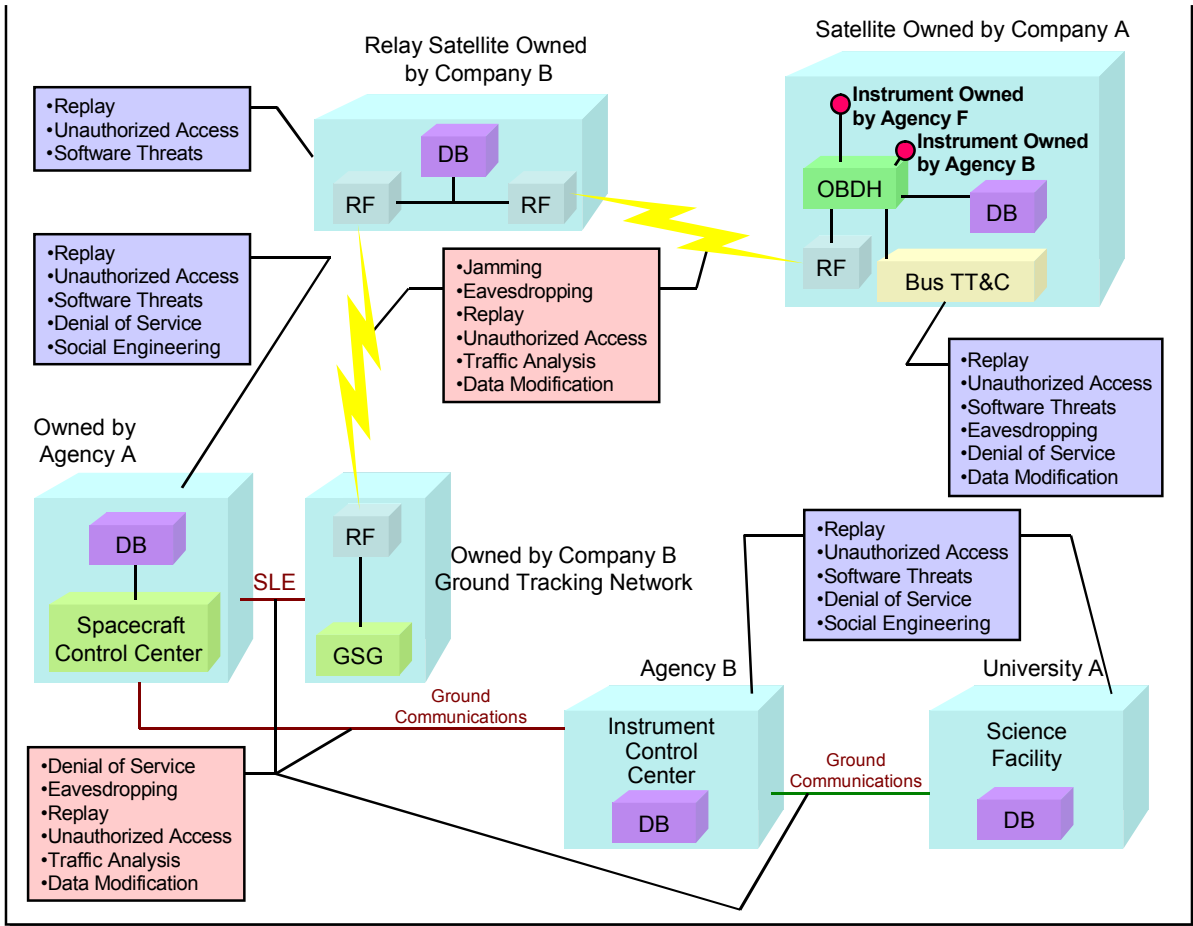 Relay Satellite Owned
by Company B
Satellite Owned by Company A
•Replay
•Unauthorized Access
•Software Threats
DB
RF
RF
Instrument Owned
by Agency F
Instrument Owned
by Agency B
OBDH
DB
RF
Bus TT&C
•Replay
•Unauthorized Access
•Software Threats
•Denial of Service
•Social Engineering
•Jamming
•Eavesdropping
•Replay
•Unauthorized Access
•Traffic Analysis
•Data Modification
•Replay
•Unauthorized Access
•Software Threats
•Eavesdropping
•Denial of Service
•Data Modification
Owned by
Agency A
DB
Spacecraft
Control Center
SLE
RF
GSG
Owned by Company B
Ground Tracking Network
•Replay
•Unauthorized Access
•Software Threats
•Denial of Service
•Social Engineering
Agency B
University A
Ground
Communications
Instrument
Control
Center
DB
Ground
Communications
Science
Facility
DB
•Denial of Service
•Eavesdropping
•Replay
•Unauthorized Access
•Traffic Analysis
•Data Modification